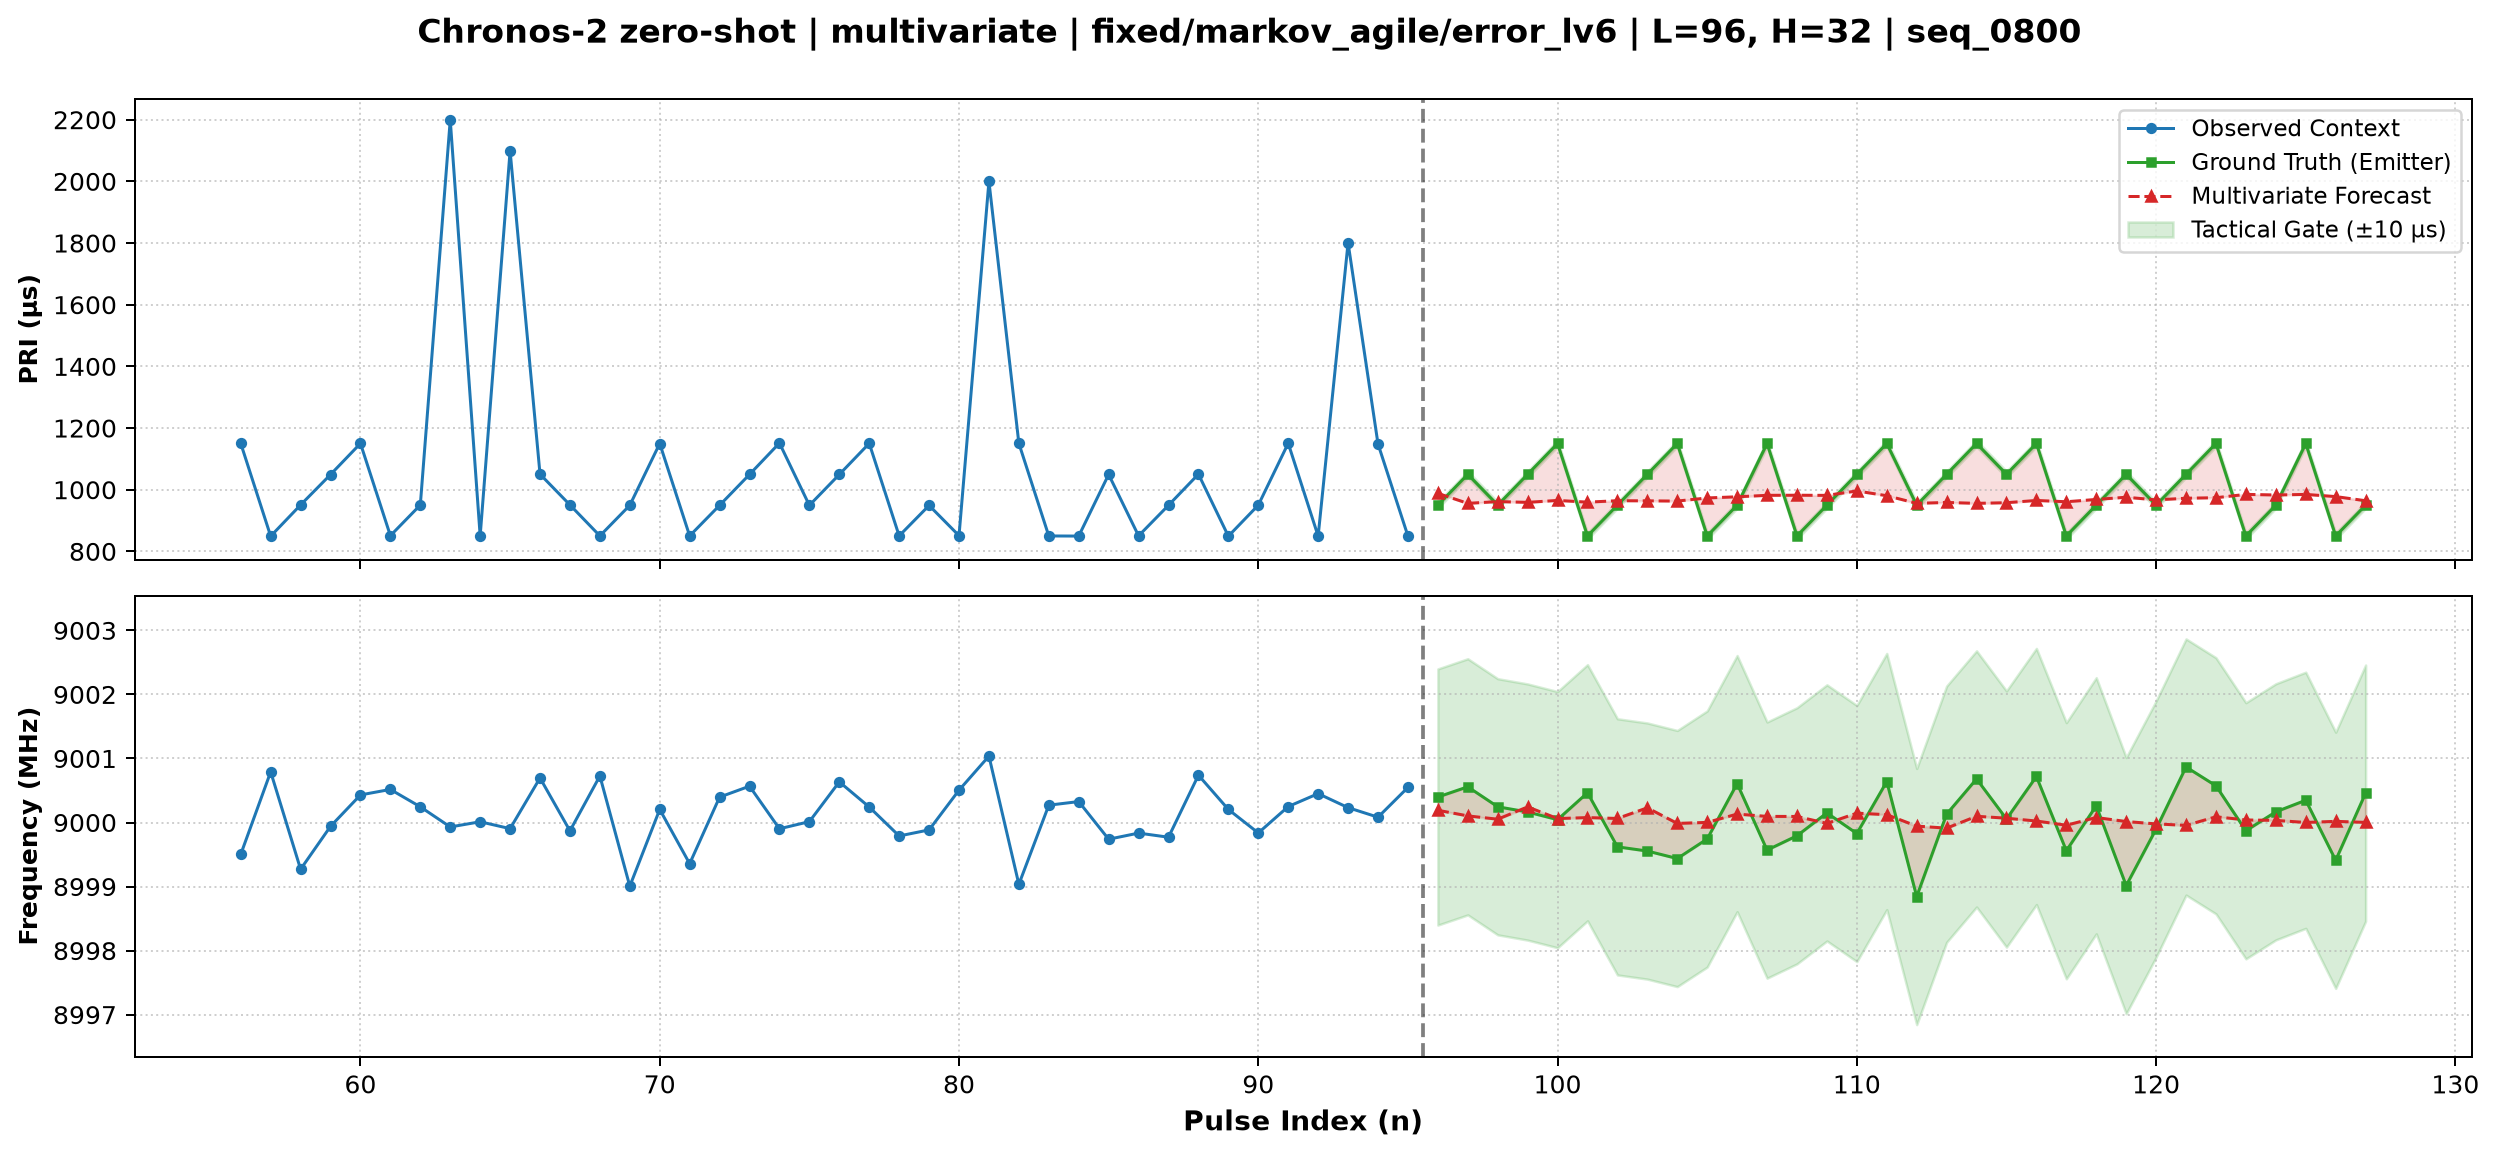 Chronos-2 zero-shot | multivariate | fixed/markov_agile/error_lv6 | L=96, H=32 | seq_0800
PRI (µs)
2200
2000
1800
1600
1400
1200
1000
800
Observed Context
Ground Truth (Emitter)
Multivariate Forecast
Tactical Gate (±10 µs)
Frequency (MHz)
9003
9002
9001
9000
8999
8998
8997
60 70 80 90 100 110 120 130
Pulse Index (n)